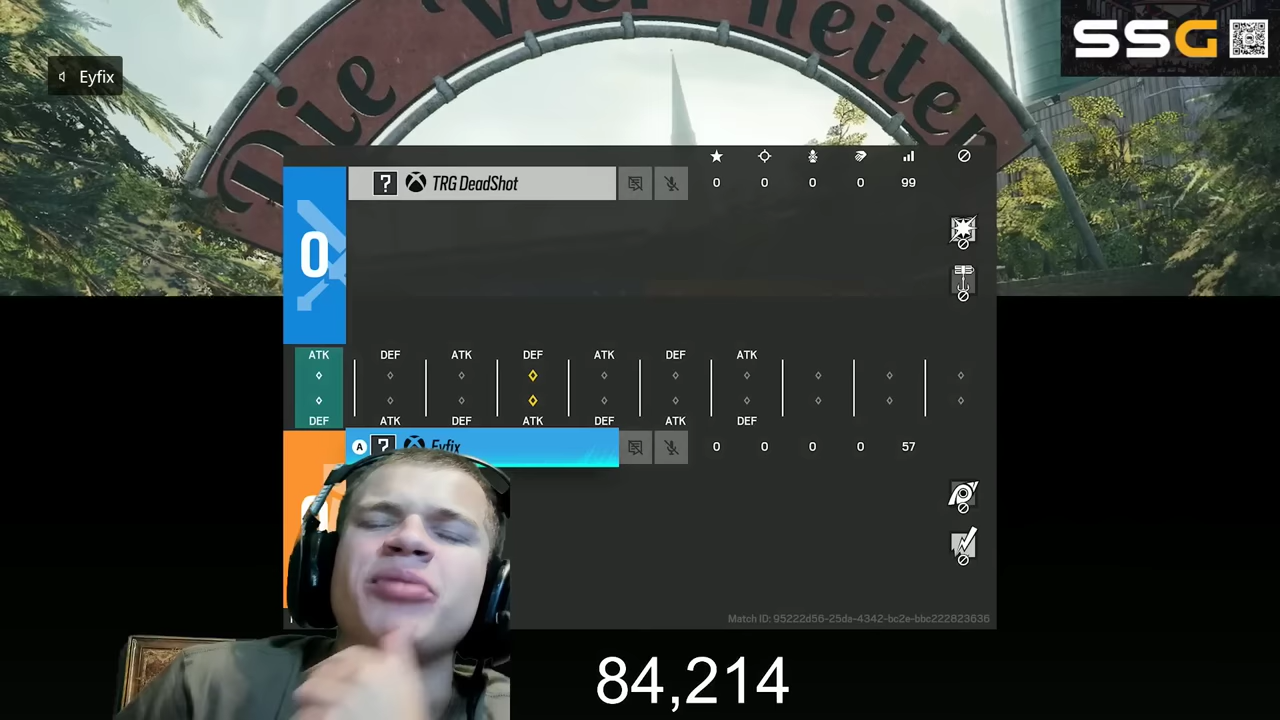 Die Vier Reiter
SSG
Eyfix
? TRG DeadShot 0 0 0 0 99
0
ATK DEF ATK DEF ATK DEF ATK
DEF ATK DEF ATK DEF ATK DEF
A ? Eyfix 0 0 0 0 57
Match ID: 95222d56-25da-4342-bc2e-bbc222823636
84,214